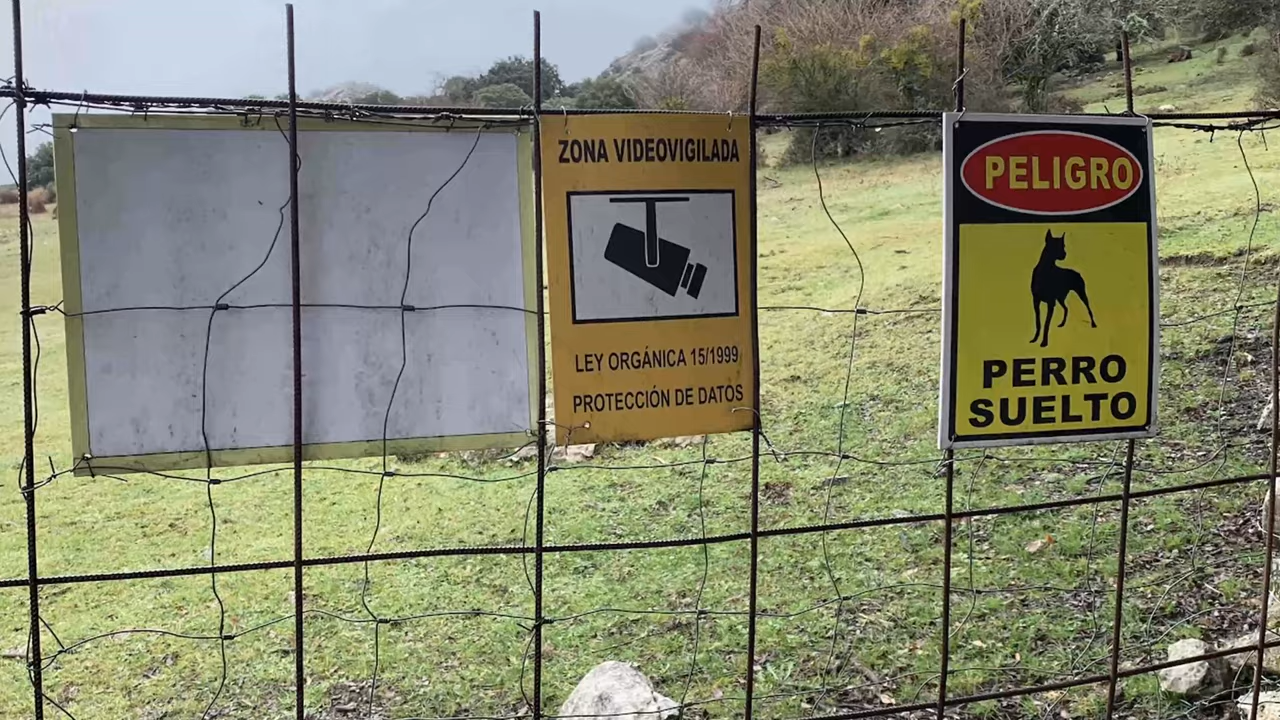 ZONA VIDEOVIGILADA
LEY ORGÁNICA 15/1999
PROTECCIÓN DE DATOS
PELIGRO
PERRO
SUELTO